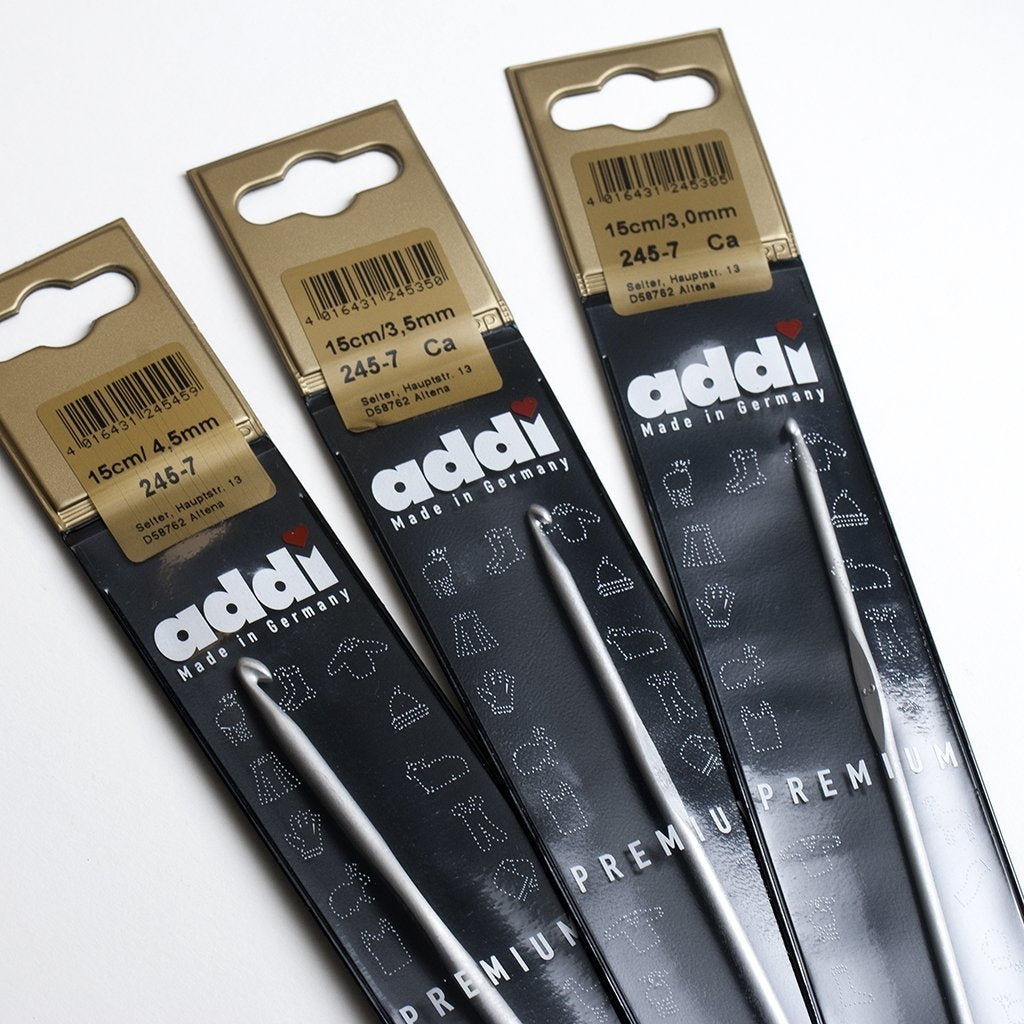 4 016431 245459
15cm/ 4,5mm
245-7
Selter, Hauptstr. 13
D58762 Altena
addi
Made in Germany
PREMIUM
4 016431 245350
15cm/3,5mm
245-7 Ca
Selter, Hauptstr. 13
D58762 Altena
addi
Made in Germany
PREMIU
4 016431 245305
15cm/3,0mm
245-7 Ca
Selter, Hauptstr. 13
D58762 Altena
addi
Made in Germany
PREMIUM